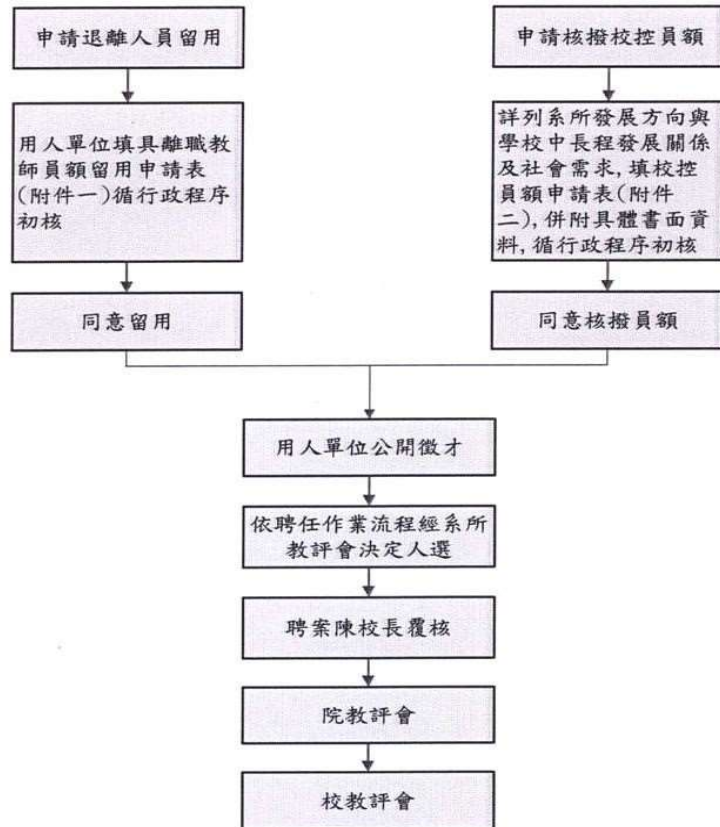 申請退離人員留用
用人單位填具離職教
師員額留用申請表
(附件一)循行政程序
初核
同意留用
申請核撥校控員額
詳列系所發展方向與
學校中長程發展關係
及社會需求,填校控
員額申請表(附件
二),併附具體書面資
料,循行政程序初核
同意核撥員額
用人單位公開徵才
依聘任作業流程經系所
教評會決定人選
聘案陳校長覆核
院教評會
校教評會